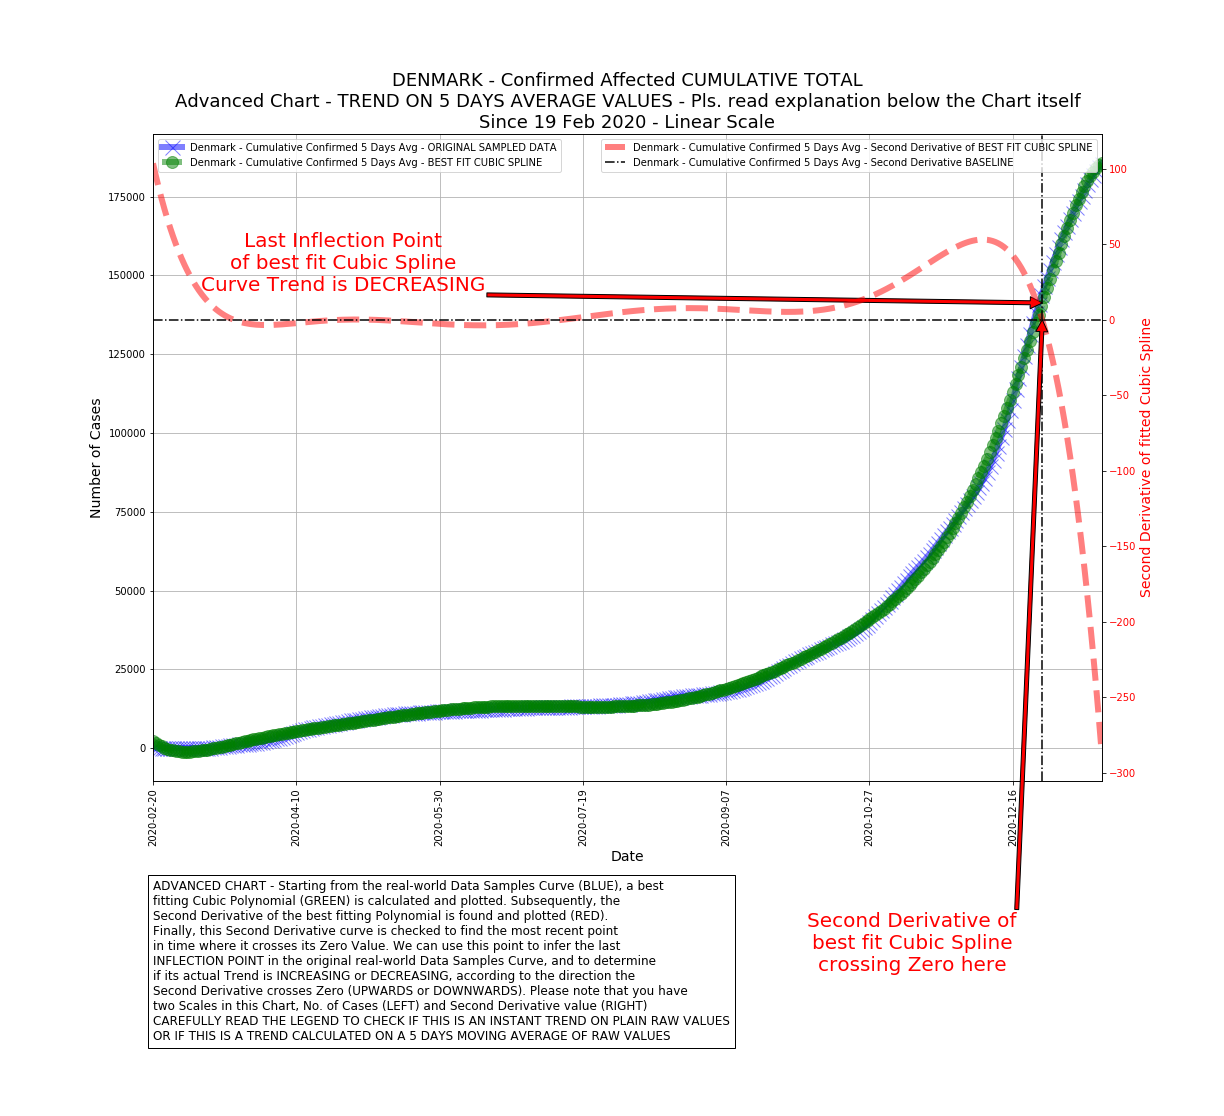 DENMARK - Confirmed Affected CUMULATIVE TOTAL
Advanced Chart - TREND ON 5 DAYS AVERAGE VALUES - Pls. read explanation below the Chart itself
Since 19 Feb 2020 - Linear Scale
Denmark - Cumulative Confirmed 5 Days Avg - ORIGINAL SAMPLED DATA
Denmark - Cumulative Confirmed 5 Days Avg - BEST FIT CUBIC SPLINE
Denmark - Cumulative Confirmed 5 Days Avg - Second Derivative of BEST FIT CUBIC SPLINE
Denmark - Cumulative Confirmed 5 Days Avg - Second Derivative BASELINE
Last Inflection Point
of best fit Cubic Spline
Curve Trend is DECREASING
Number of Cases
175000
150000
125000
100000
75000
50000
25000
0
100
50
0
−50
−100
−150
−200
−250
−300
Second Derivative of fitted Cubic Spline
2020-02-20
2020-04-10
2020-05-30
2020-07-19
2020-09-07
2020-10-27
2020-12-16
Date
Second Derivative of
best fit Cubic Spline
crossing Zero here
ADVANCED CHART - Starting from the real-world Data Samples Curve (BLUE), a best
fitting Cubic Polynomial (GREEN) is calculated and plotted. Subsequently, the
Second Derivative of the best fitting Polynomial is found and plotted (RED).
Finally, this Second Derivative curve is checked to find the most recent point
in time where it crosses its Zero Value. We can use this point to infer the last
INFLECTION POINT in the original real-world Data Samples Curve, and to determine
if its actual Trend is INCREASING or DECREASING, according to the direction the
Second Derivative crosses Zero (UPWARDS or DOWNWARDS). Please note that you have
two Scales in this Chart, No. of Cases (LEFT) and Second Derivative value (RIGHT)
CAREFULLY READ THE LEGEND TO CHECK IF THIS IS AN INSTANT TREND ON PLAIN RAW VALUES
OR IF THIS IS A TREND CALCULATED ON A 5 DAYS MOVING AVERAGE OF RAW VALUES